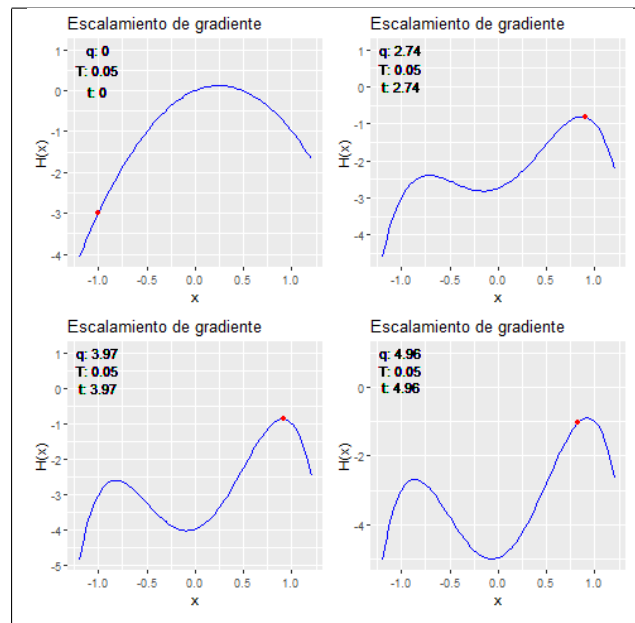 Escalamiento de gradiente
q: 0
T: 0.05
t: 0
1
0
-1
-2
-3
-4
H(x)
-1.0 -0.5 0.0 0.5 1.0
x
Escalamiento de gradiente
q: 2.74
T: 0.05
t: 2.74
1
0
-1
-2
-3
-4
H(x)
-1.0 -0.5 0.0 0.5 1.0
x
Escalamiento de gradiente
q: 3.97
T: 0.05
t: 3.97
1
0
-1
-2
-3
-4
-5
H(x)
-1.0 -0.5 0.0 0.5 1.0
x
Escalamiento de gradiente
q: 4.96
T: 0.05
t: 4.96
0
-2
-4
H(x)
-1.0 -0.5 0.0 0.5 1.0
x